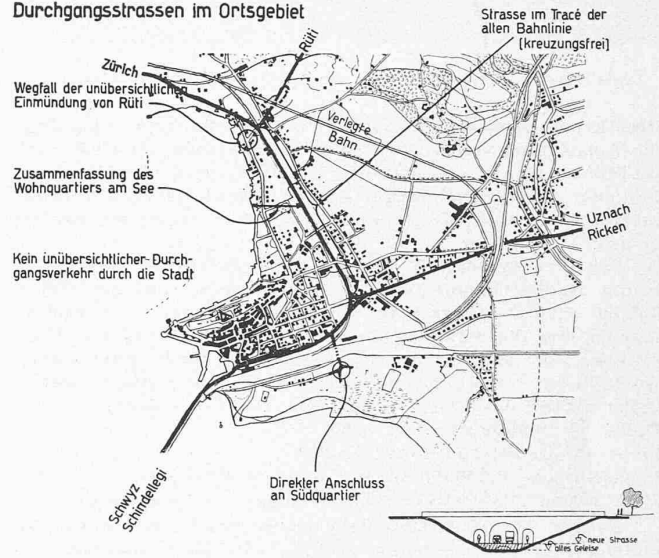 Durchgangsstrassen im Ortsgebiet
Strasse im Tracé der
alten Bahnlinie
[kreuzungsfrei]
Rüti
Zürich
Wegfall der unübersichtlichen
Einmündung von Rüti
Verlegte
Bahn
Zusammenfassung des
Wohnquartiers am See
Uznach
Ricken
Kein unübersichtlicher Durch-
gangsverkehr durch die Stadt
Schwyz
Schindellegi
Direkter Anschluss
an Südquartier
neue Strasse
altes Geleise